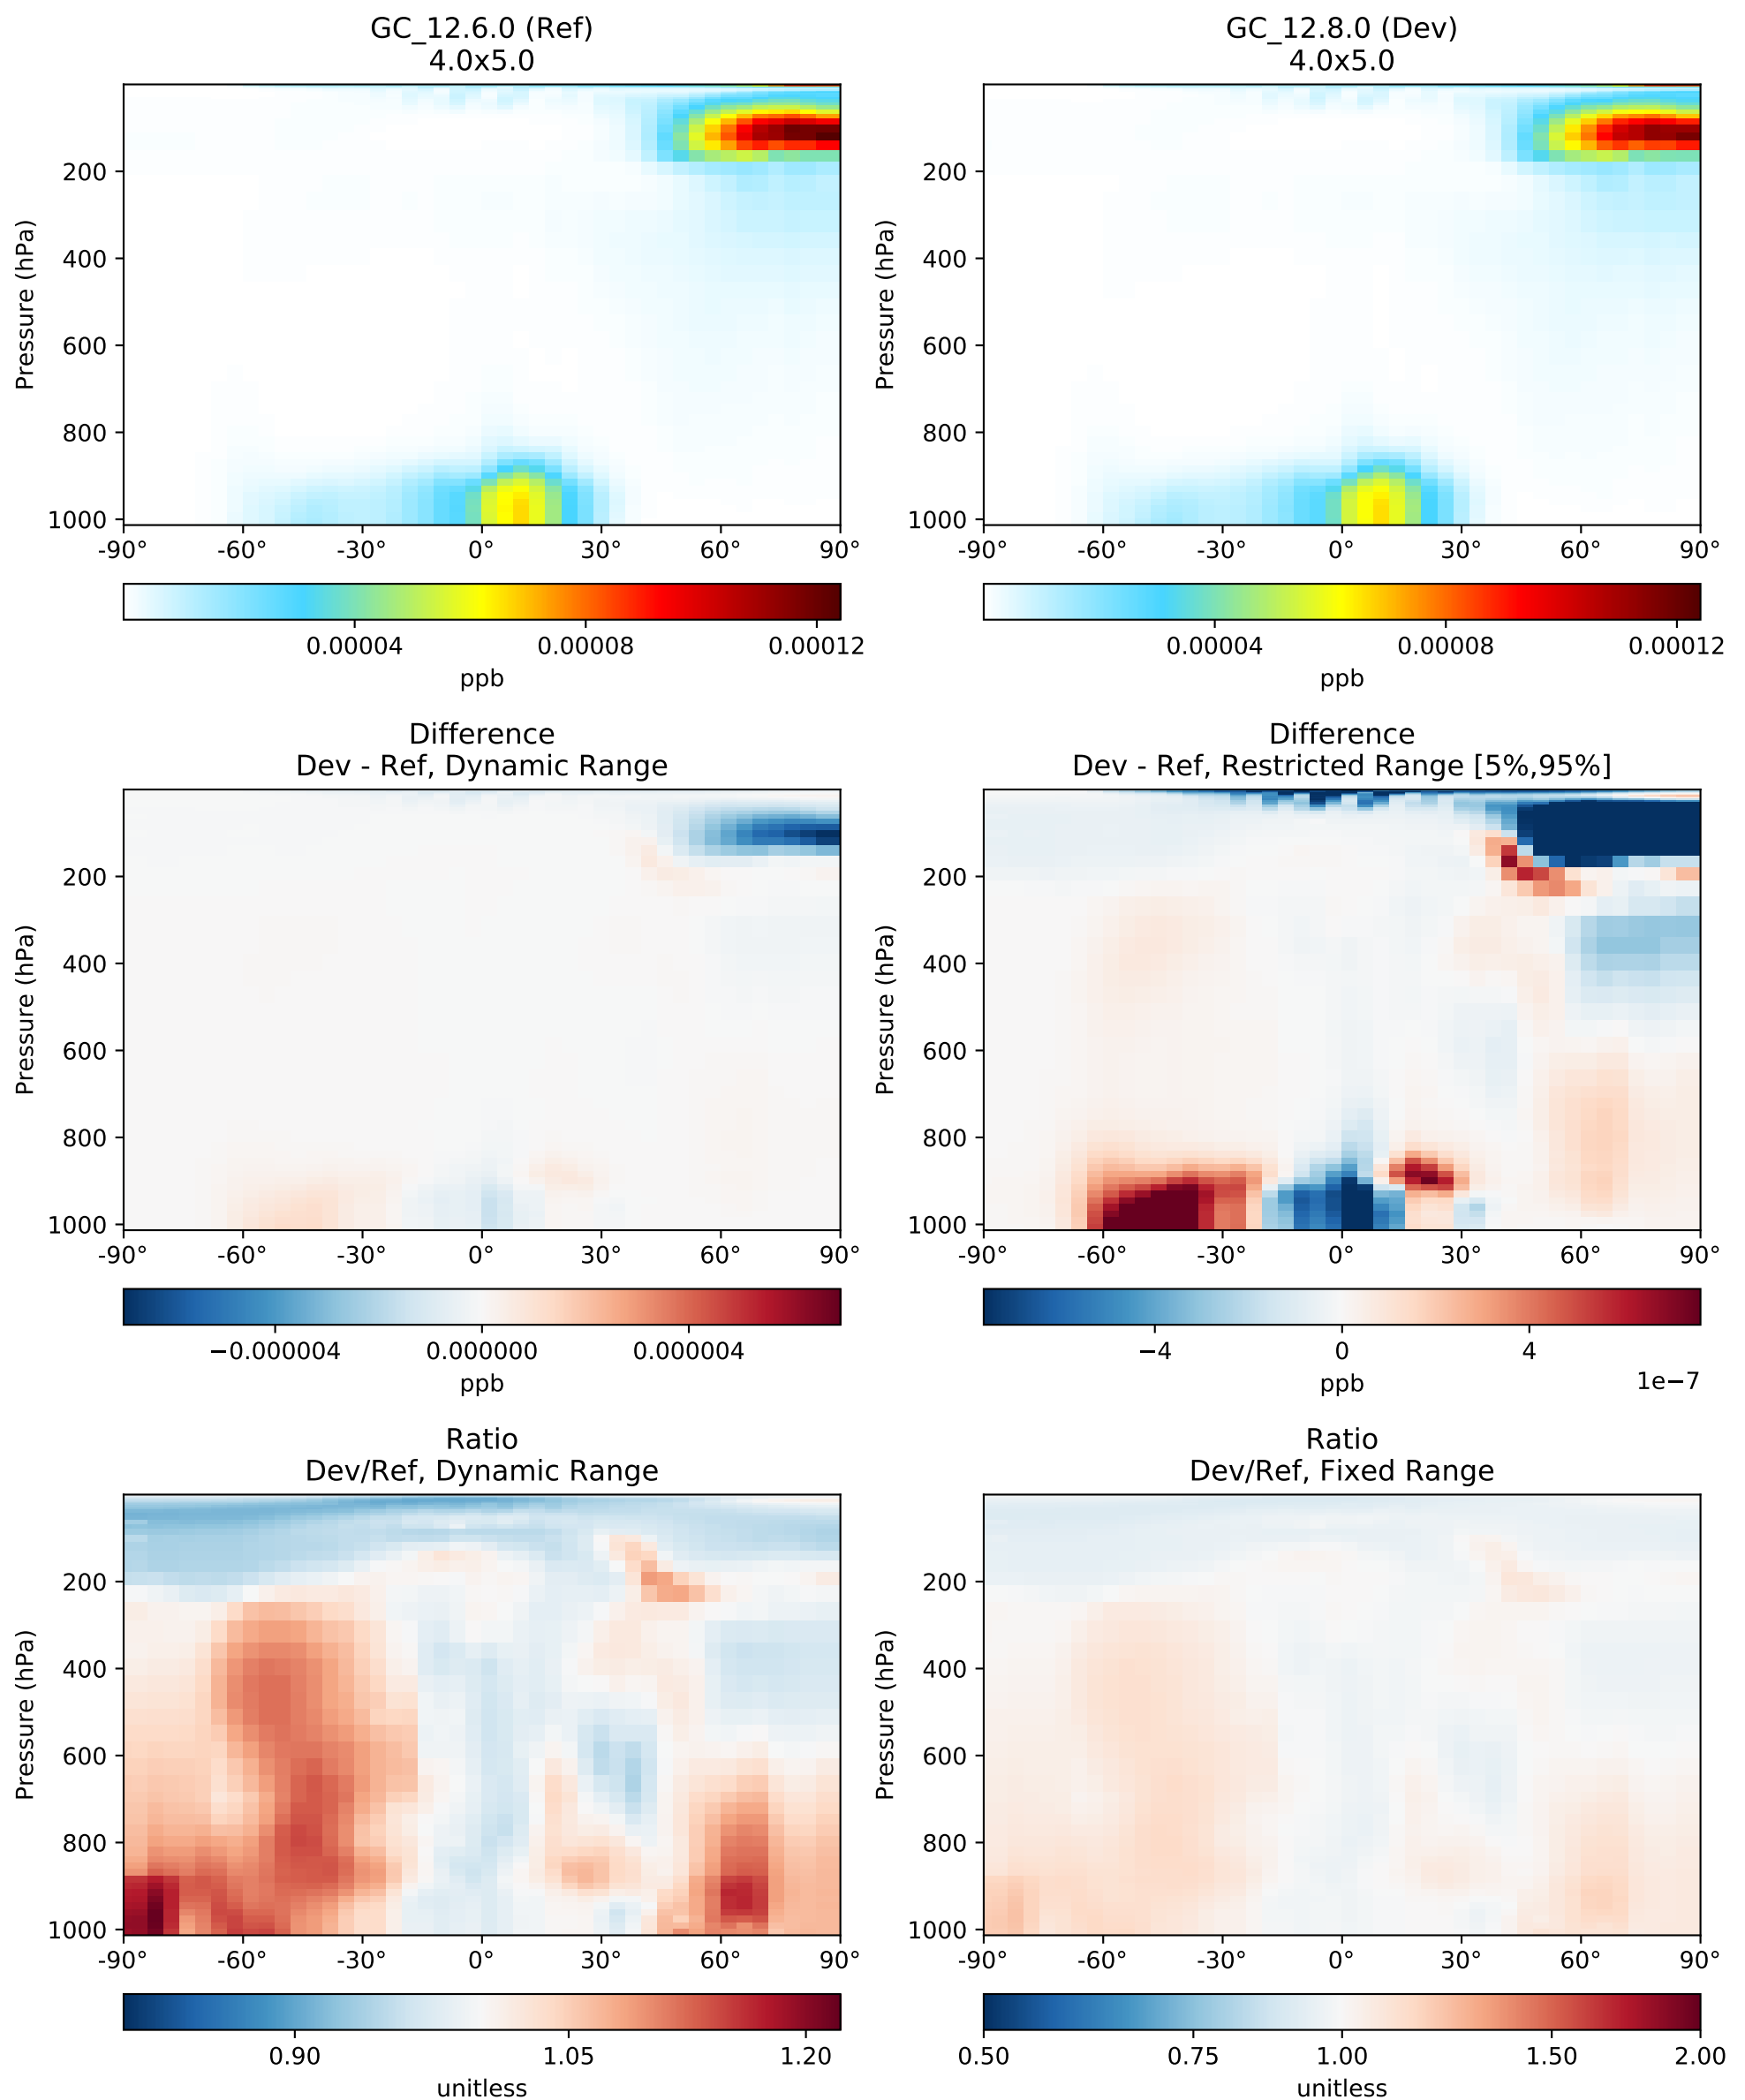 GC_12.6.0 (Ref)
4.0x5.0
Pressure (hPa)
200
400
600
800
1000
-90° -60° -30° 0° 30° 60° 90°
0.00004 0.00008 0.00012
ppb
GC_12.8.0 (Dev)
4.0x5.0
Pressure (hPa)
200
400
600
800
1000
-90° -60° -30° 0° 30° 60° 90°
0.00004 0.00008 0.00012
ppb
Difference
Dev - Ref, Dynamic Range
Pressure (hPa)
200
400
600
800
1000
-90° -60° -30° 0° 30° 60° 90°
−0.000004 0.000000 0.000004
ppb
Difference
Dev - Ref, Restricted Range [5%,95%]
Pressure (hPa)
200
400
600
800
1000
-90° -60° -30° 0° 30° 60° 90°
−4 0 4
ppb
1e−7
Ratio
Dev/Ref, Dynamic Range
Pressure (hPa)
200
400
600
800
1000
-90° -60° -30° 0° 30° 60° 90°
0.90 1.05 1.20
unitless
Ratio
Dev/Ref, Fixed Range
Pressure (hPa)
200
400
600
800
1000
-90° -60° -30° 0° 30° 60° 90°
0.50 0.75 1.00 1.50 2.00
unitless